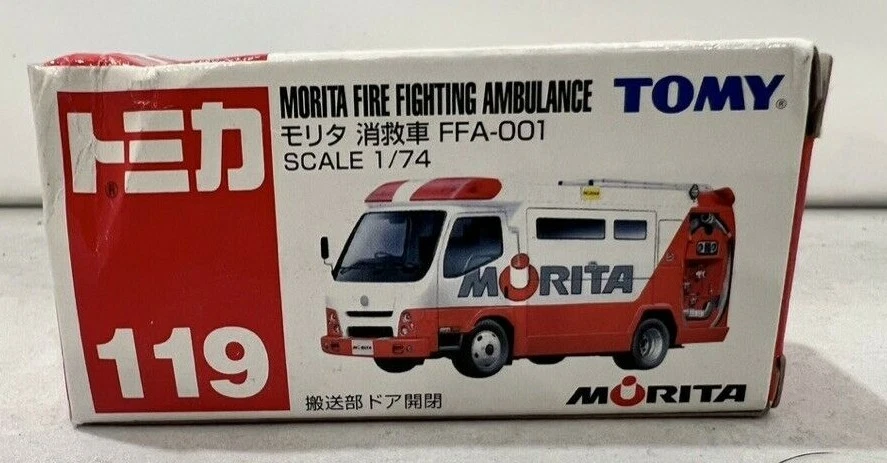 トミカ
®
119
MORITA FIRE FIGHTING AMBULANCE
モリタ 消救車 FFA-001
SCALE 1/74
TOMY®
MORITA
MORITA
搬送部ドア開閉
MORITA